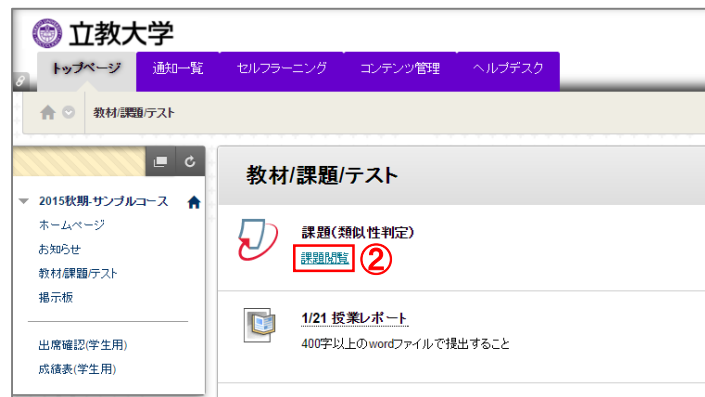 立教大学
トップページ 通知一覧 セルフラーニング コンテンツ管理 ヘルプデスク
教材/課題/テスト
2015秋期-サンプルコース
ホームページ
お知らせ
教材/課題/テスト
掲示板
出席確認(学生用)
成績表(学生用)
教材/課題/テスト
課題(類似性判定)
課題閲覧 ②
1/21 授業レポート
400字以上のwordファイルで提出すること